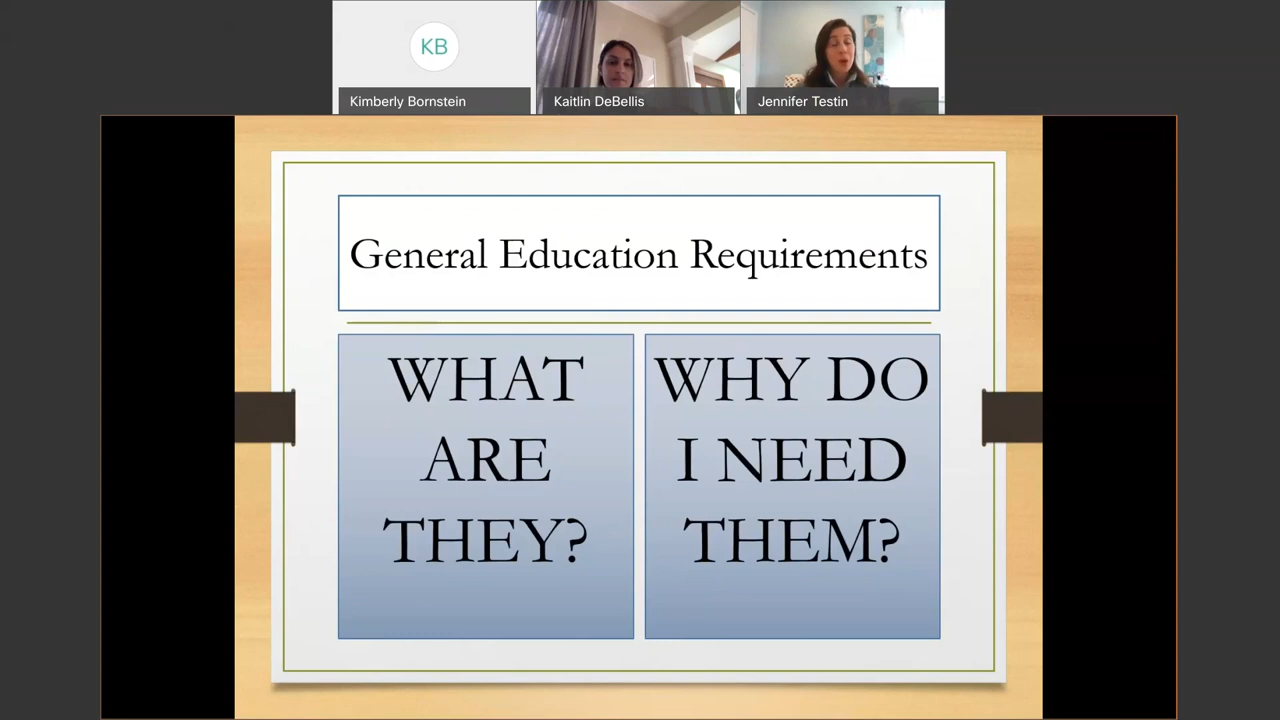 KB
Kimberly Bornstein
Kaitlin DeBellis
Jennifer Testin
General Education Requirements
WHAT
ARE
THEY?
WHY DO
I NEED
THEM?